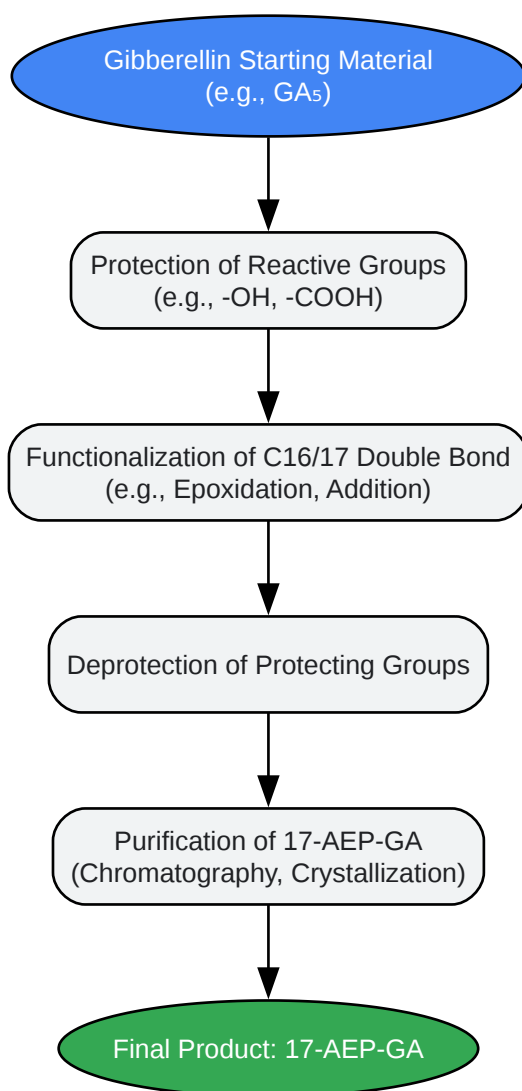 Gibberellin Starting Material
(e.g., GA₅)
Protection of Reactive Groups
(e.g., -OH, -COOH)
Functionalization of C16/17 Double Bond
(e.g., Epoxidation, Addition)
Deprotection of Protecting Groups
Purification of 17-AEP-GA
(Chromatography, Crystallization)
Final Product: 17-AEP-GA